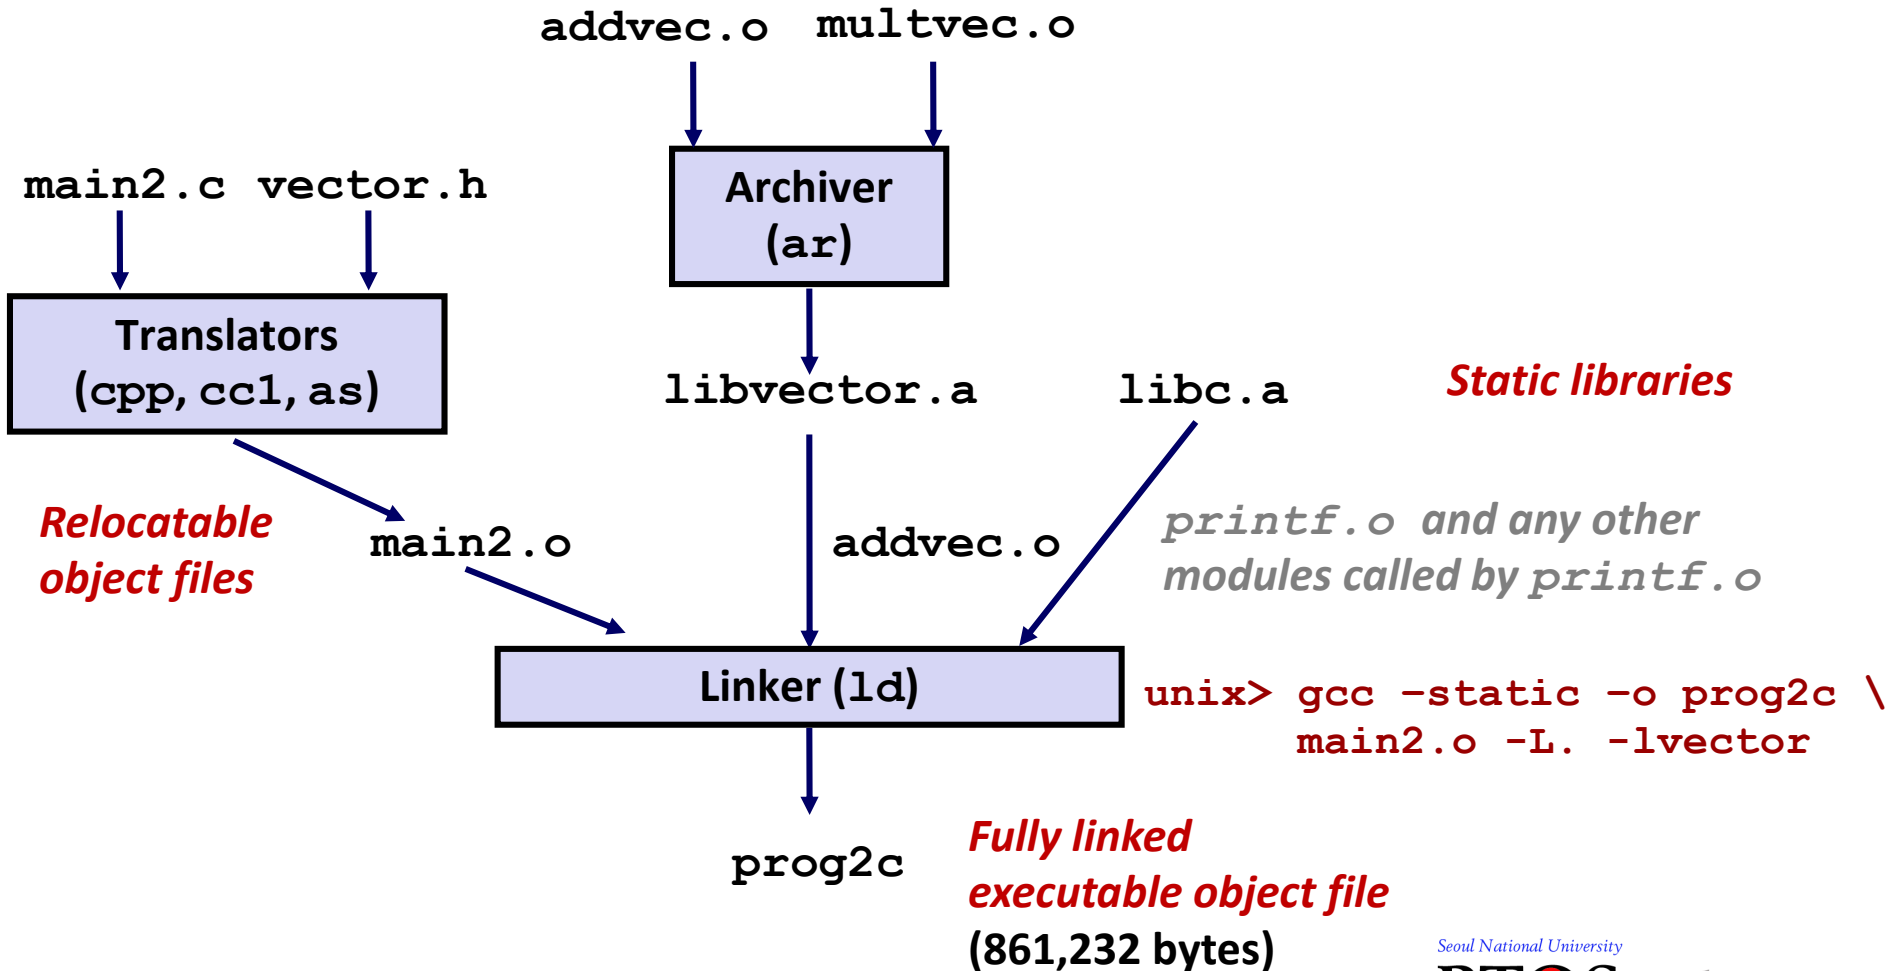 addvec.o multvec.o
main2.c vector.h
Archiver
(ar)
Translators
(cpp, cc1, as)
libvector.a libc.a
Static libraries
Relocatable
object files
main2.o
addvec.o
printf.o and any other
modules called by printf.o
Linker (ld)
unix> gcc –static –o prog2c \
main2.o -L. -lvector
prog2c
Fully linked
executable object file
(861,232 bytes)
Seoul National University